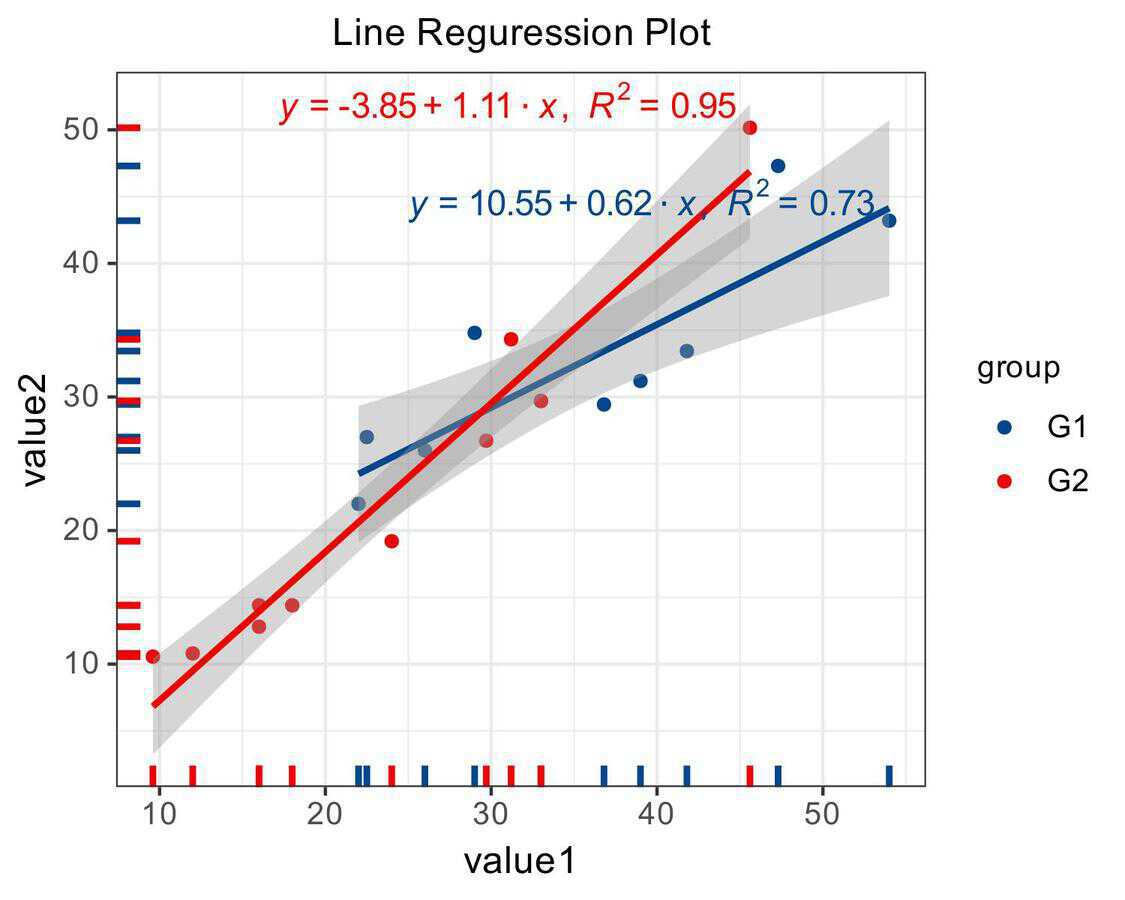 Line Reguression Plot
y = -3.85 + 1.11 · x, R² = 0.95
y = 10.55 + 0.62 · x, R² = 0.73
50
40
30
20
10
value2
10 20 30 40 50
value1
group
G1
G2